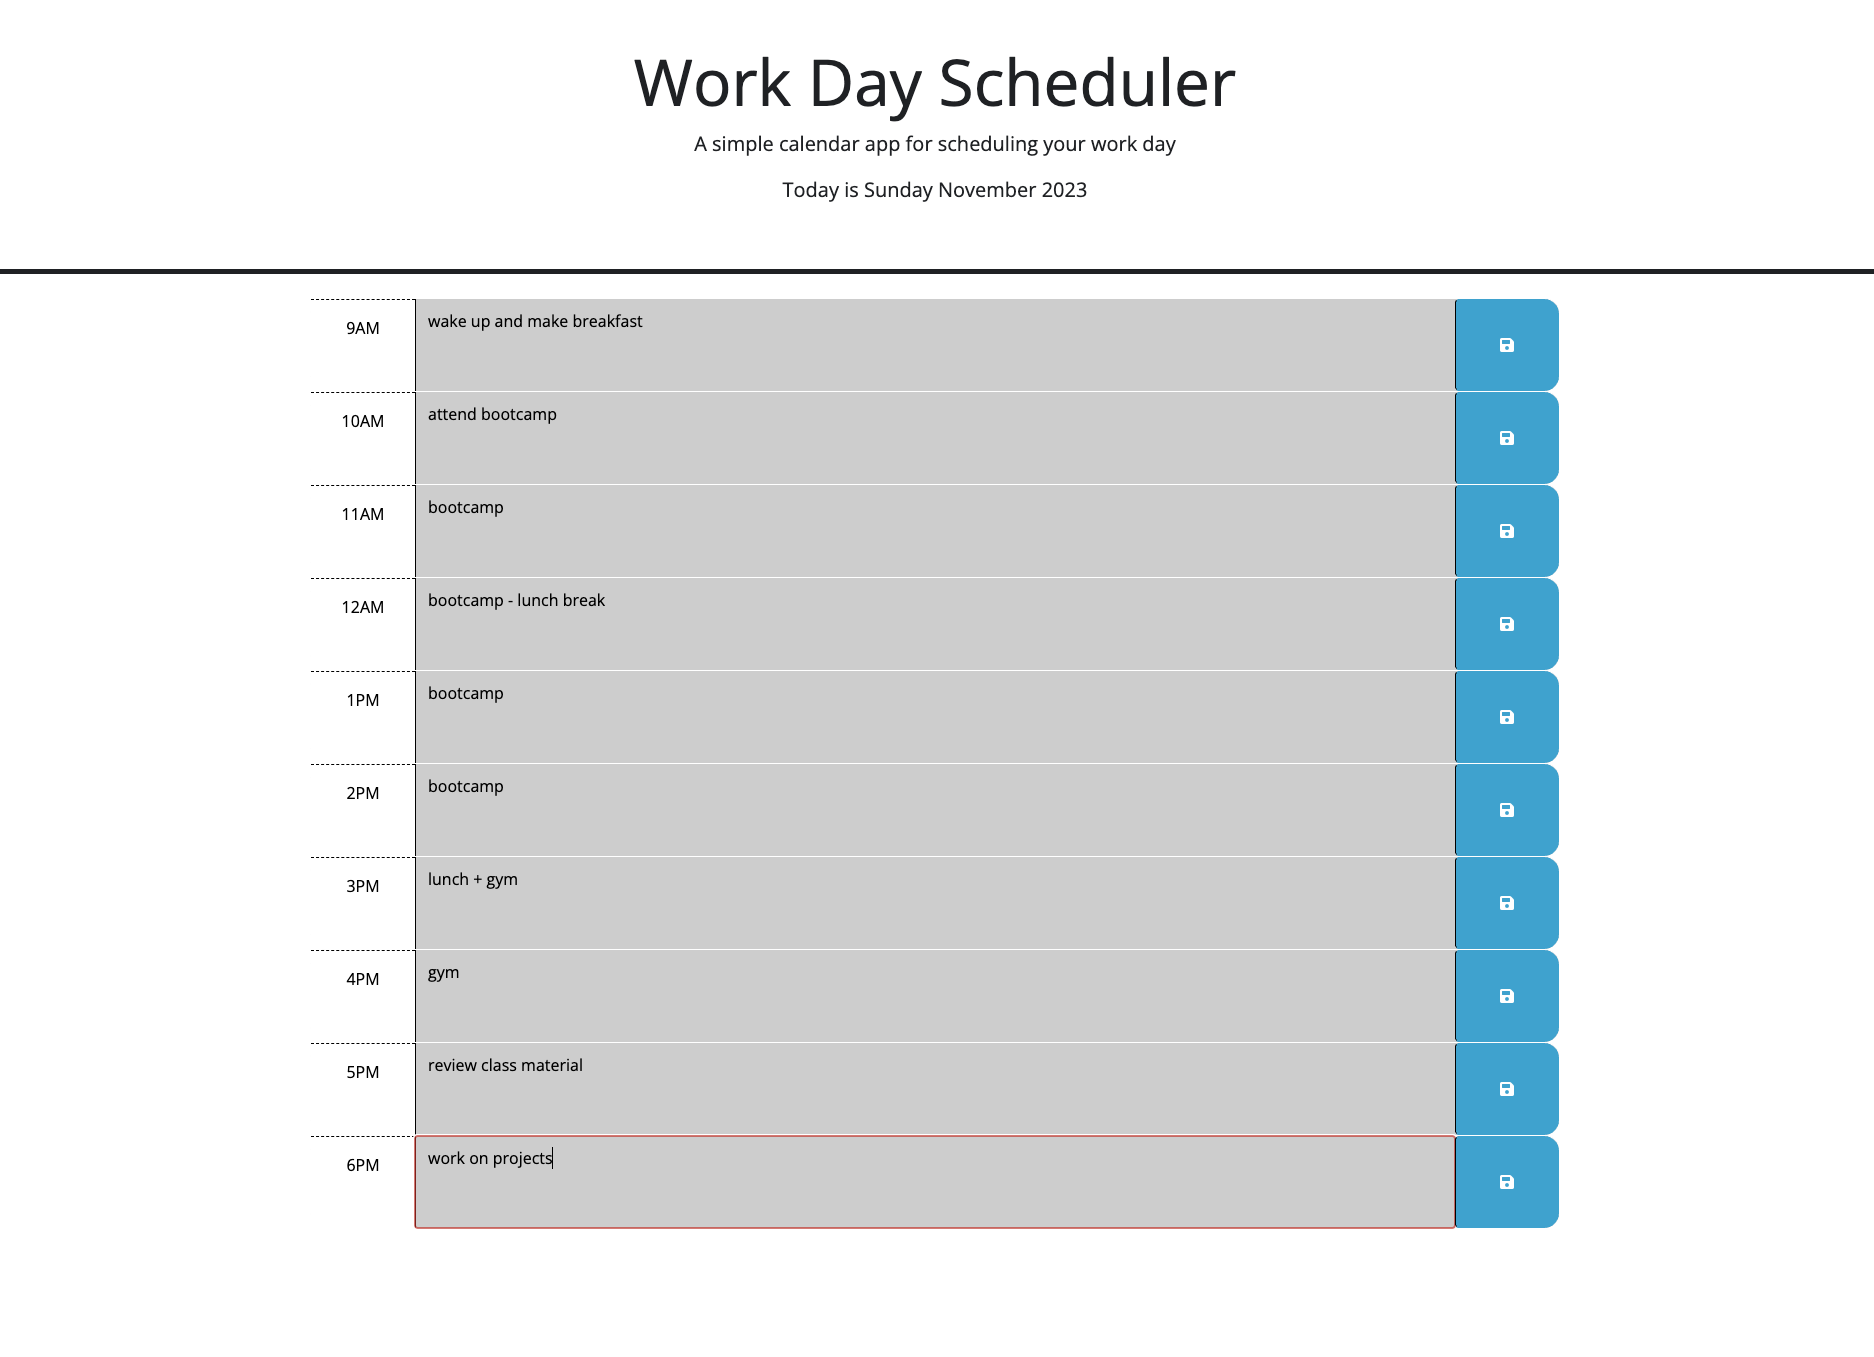 Work Day Scheduler
A simple calendar app for scheduling your work day
Today is Sunday November 2023
9AM wake up and make breakfast
10AM attend bootcamp
11AM bootcamp
12AM bootcamp - lunch break
1PM bootcamp
2PM bootcamp
3PM lunch + gym
4PM gym
5PM review class material
6PM work on projects